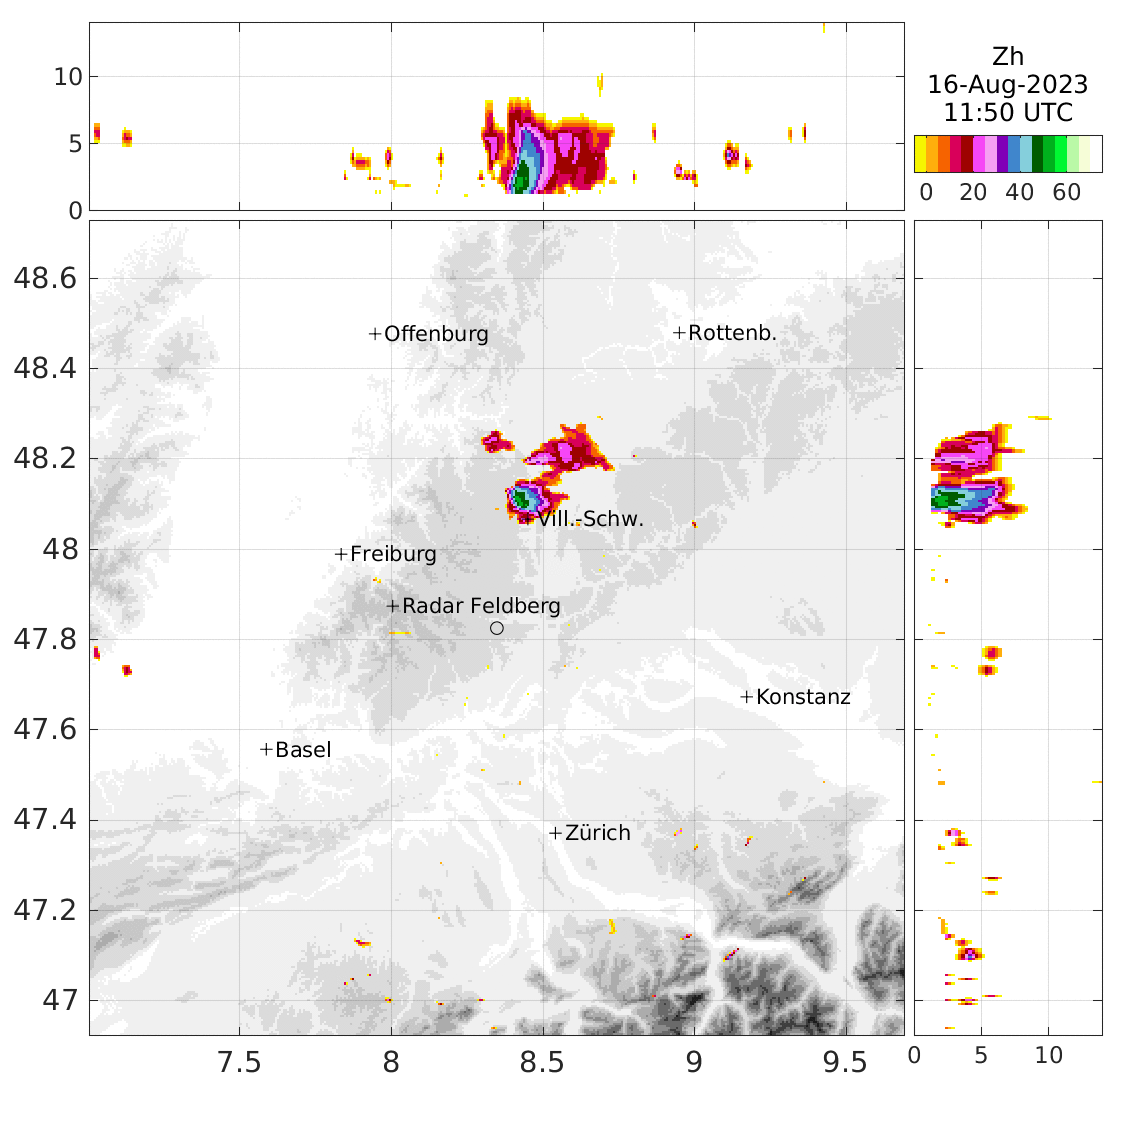 10
5
0
Zh
16-Aug-2023
11:50 UTC
0 20 40 60
48.6
48.4
48.2
48
47.8
47.6
47.4
47.2
47
Offenburg
Rottenb.
Vill.-Schw.
Freiburg
Radar Feldberg
Konstanz
Basel
Zürich
7.5 8 8.5 9 9.5
0 5 10